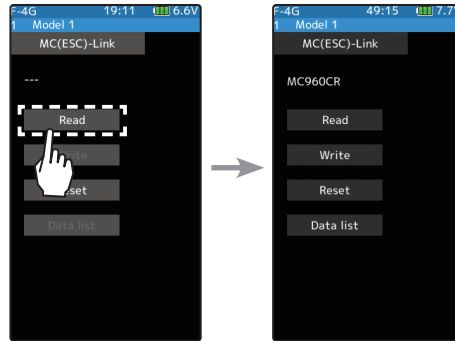 F-4G 19:11 6.6V
1 Model 1
MC(ESC)-Link
---
Read
Write
Reset
Data list
F-4G 49:15 7.7V
1 Model 1
MC(ESC)-Link
MC960CR
Read
Write
Reset
Data list